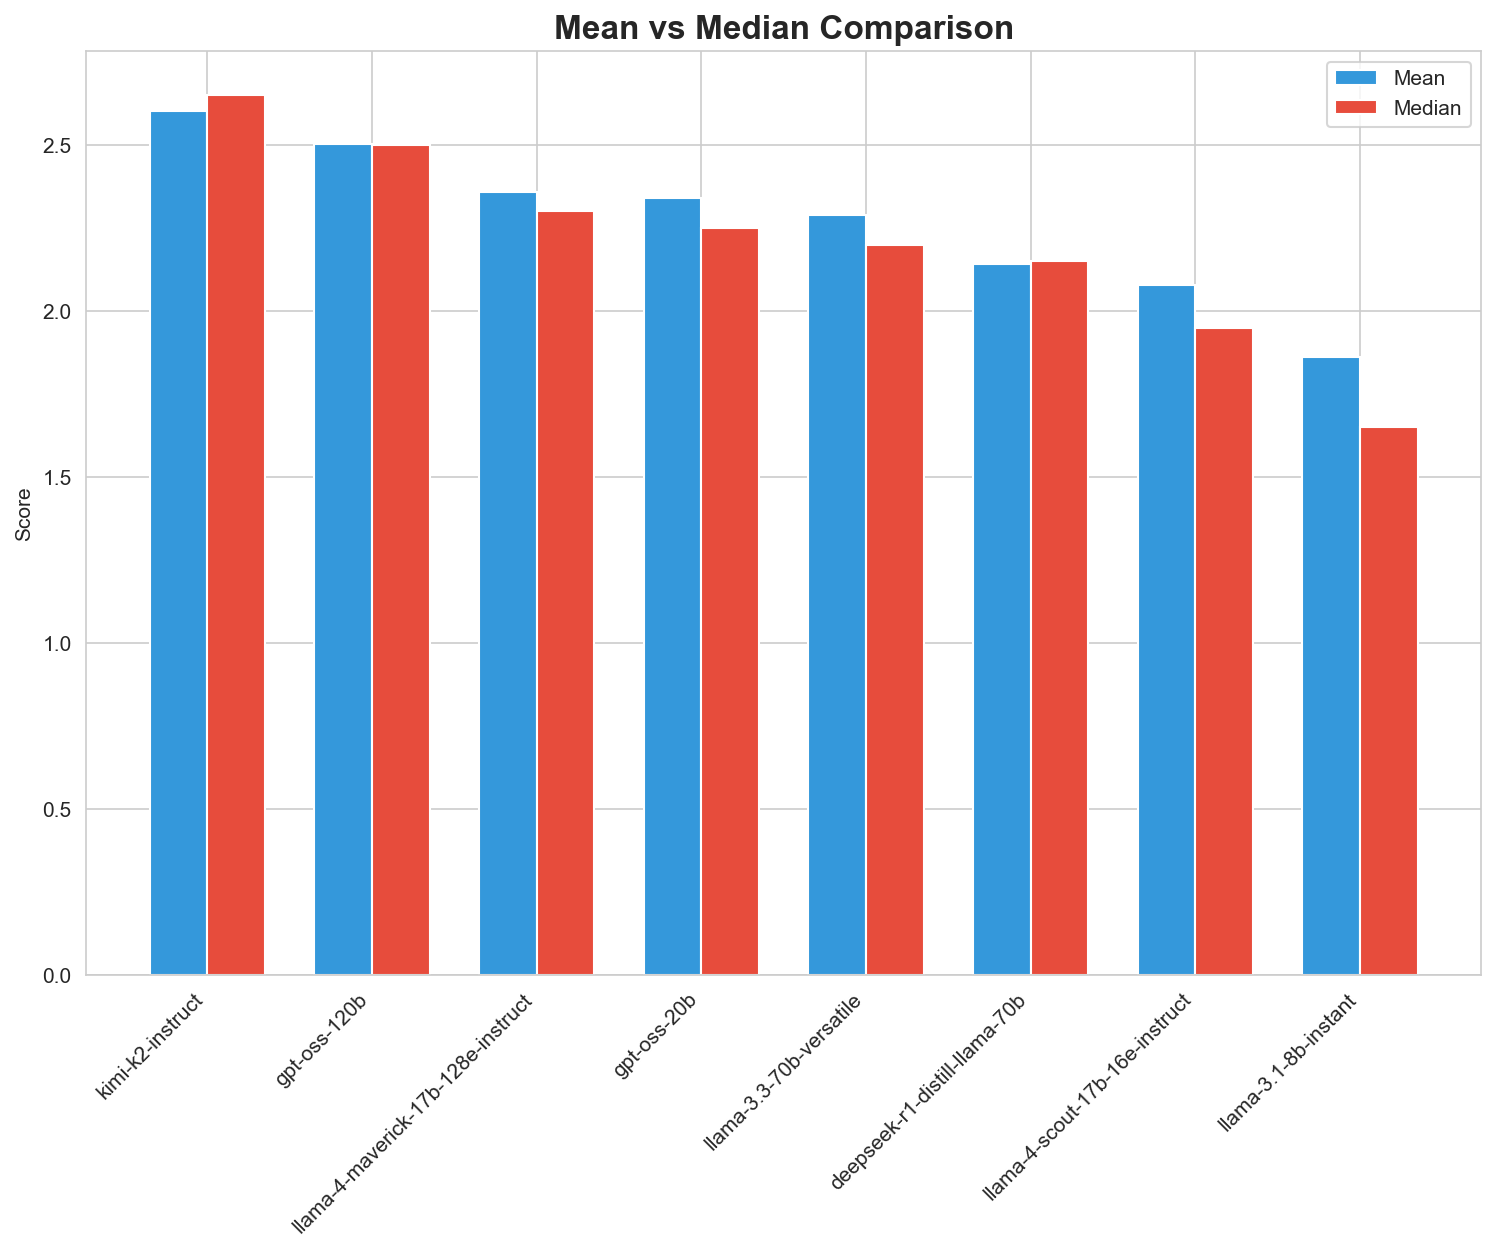 Mean vs Median Comparison
Mean
Median
Score
2.5
2.0
1.5
1.0
0.5
0.0
kimi-k2-instruct
gpt-oss-120b
llama-4-maverick-17b-128e-instruct
gpt-oss-20b
llama-3.3-70b-versatile
deepseek-r1-distill-llama-70b
llama-4-scout-17b-16e-instruct
llama-3.1-8b-instant